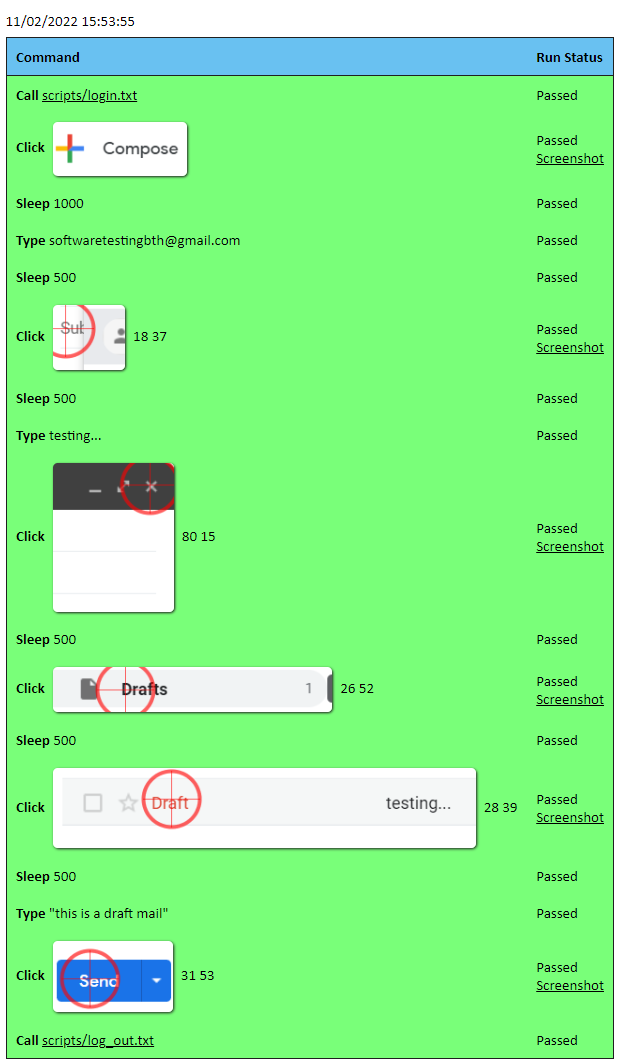 11/02/2022 15:53:55
Command Run Status
Call scripts/login.txt Passed
Click Compose Passed
Screenshot
Sleep 1000 Passed
Type softwaretestingbth@gmail.com Passed
Sleep 500 Passed
Click Sut 18 37 Passed
Screenshot
Sleep 500 Passed
Type testing... Passed
Click 80 15 Passed
Screenshot
Sleep 500 Passed
Click Drafts 1 26 52 Passed
Screenshot
Sleep 500 Passed
Click Draft testing... 28 39 Passed
Screenshot
Sleep 500 Passed
Type "this is a draft mail" Passed
Click Send 31 53 Passed
Screenshot
Call scripts/log_out.txt Passed